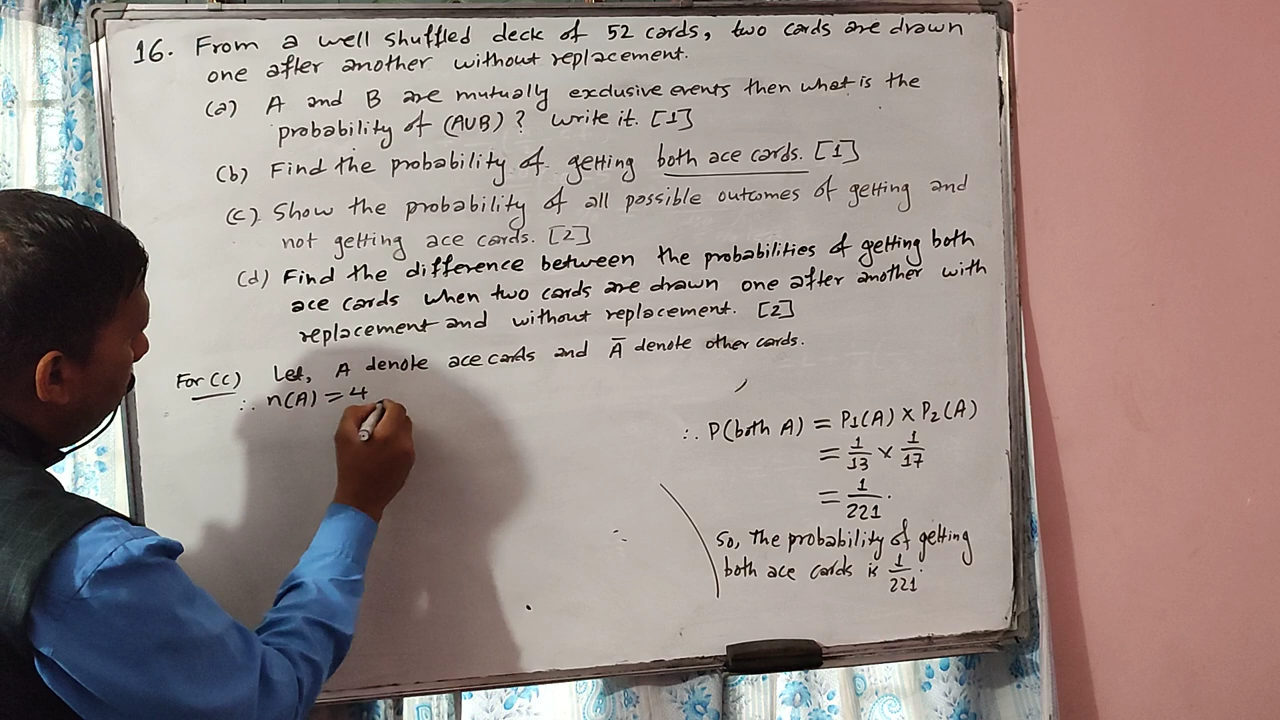 16. From a well shuffled deck of 52 cards, two cards are drawn
one after another without replacement.
(a) A and B are mutually exclusive events then what is the
probability of (AUB)? Write it. [1]
(b) Find the probability of getting both ace cards. [1]
(c) Show the probability of all possible outcomes of getting and
not getting ace cards. [2]
(d) Find the difference between the probabilities of getting both
ace cards when two cards are drawn one after another with
replacement and without replacement. [2]
For (c) Let, A denote ace cards and Ā denote other cards.
∴ n(A) = 4
∴ P(both A) = P1(A) × P2(A)
= 1/13 × 1/17
= 1/221.
So, the probability of getting
both ace cards is 1/221.